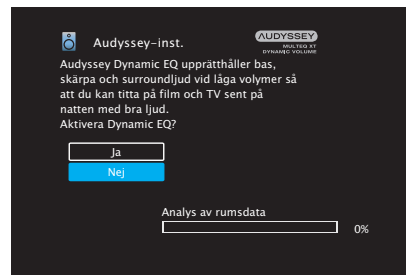 Audyssey-inst.
AUDYSSEY
MULTEQ XT
DYNAMIC VOLUME
Audyssey Dynamic EQ upprätthåller bas,
skärpa och surroundljud vid låga volymer så
att du kan titta på film och TV sent på
natten med bra ljud.
Aktivera Dynamic EQ?
Ja
Nej
Analys av rumsdata
0%